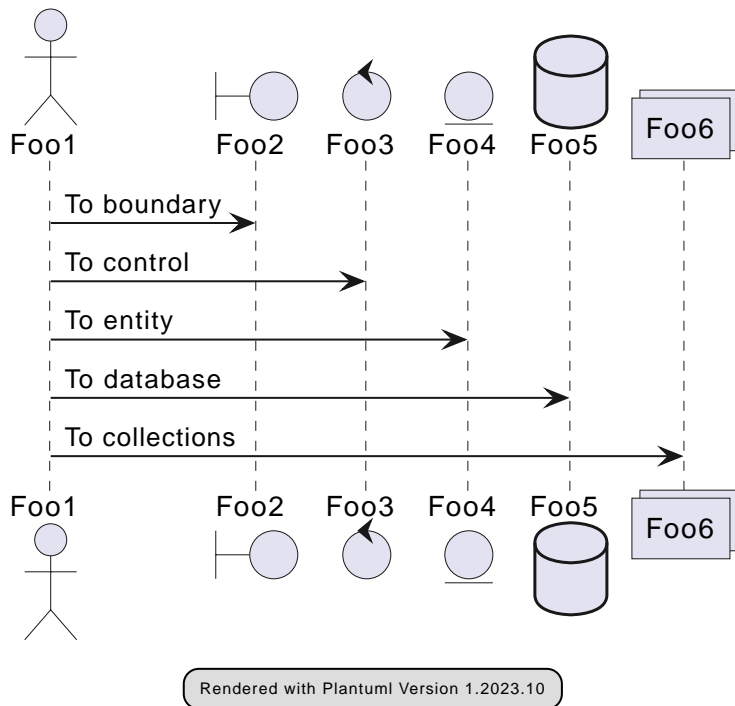 Foo1 Foo2 Foo3 Foo4 Foo5 Foo6
To boundary
To control
To entity
To database
To collections
Foo1 Foo2 Foo3 Foo4 Foo5 Foo6
Rendered with Plantuml Version 1.2023.10